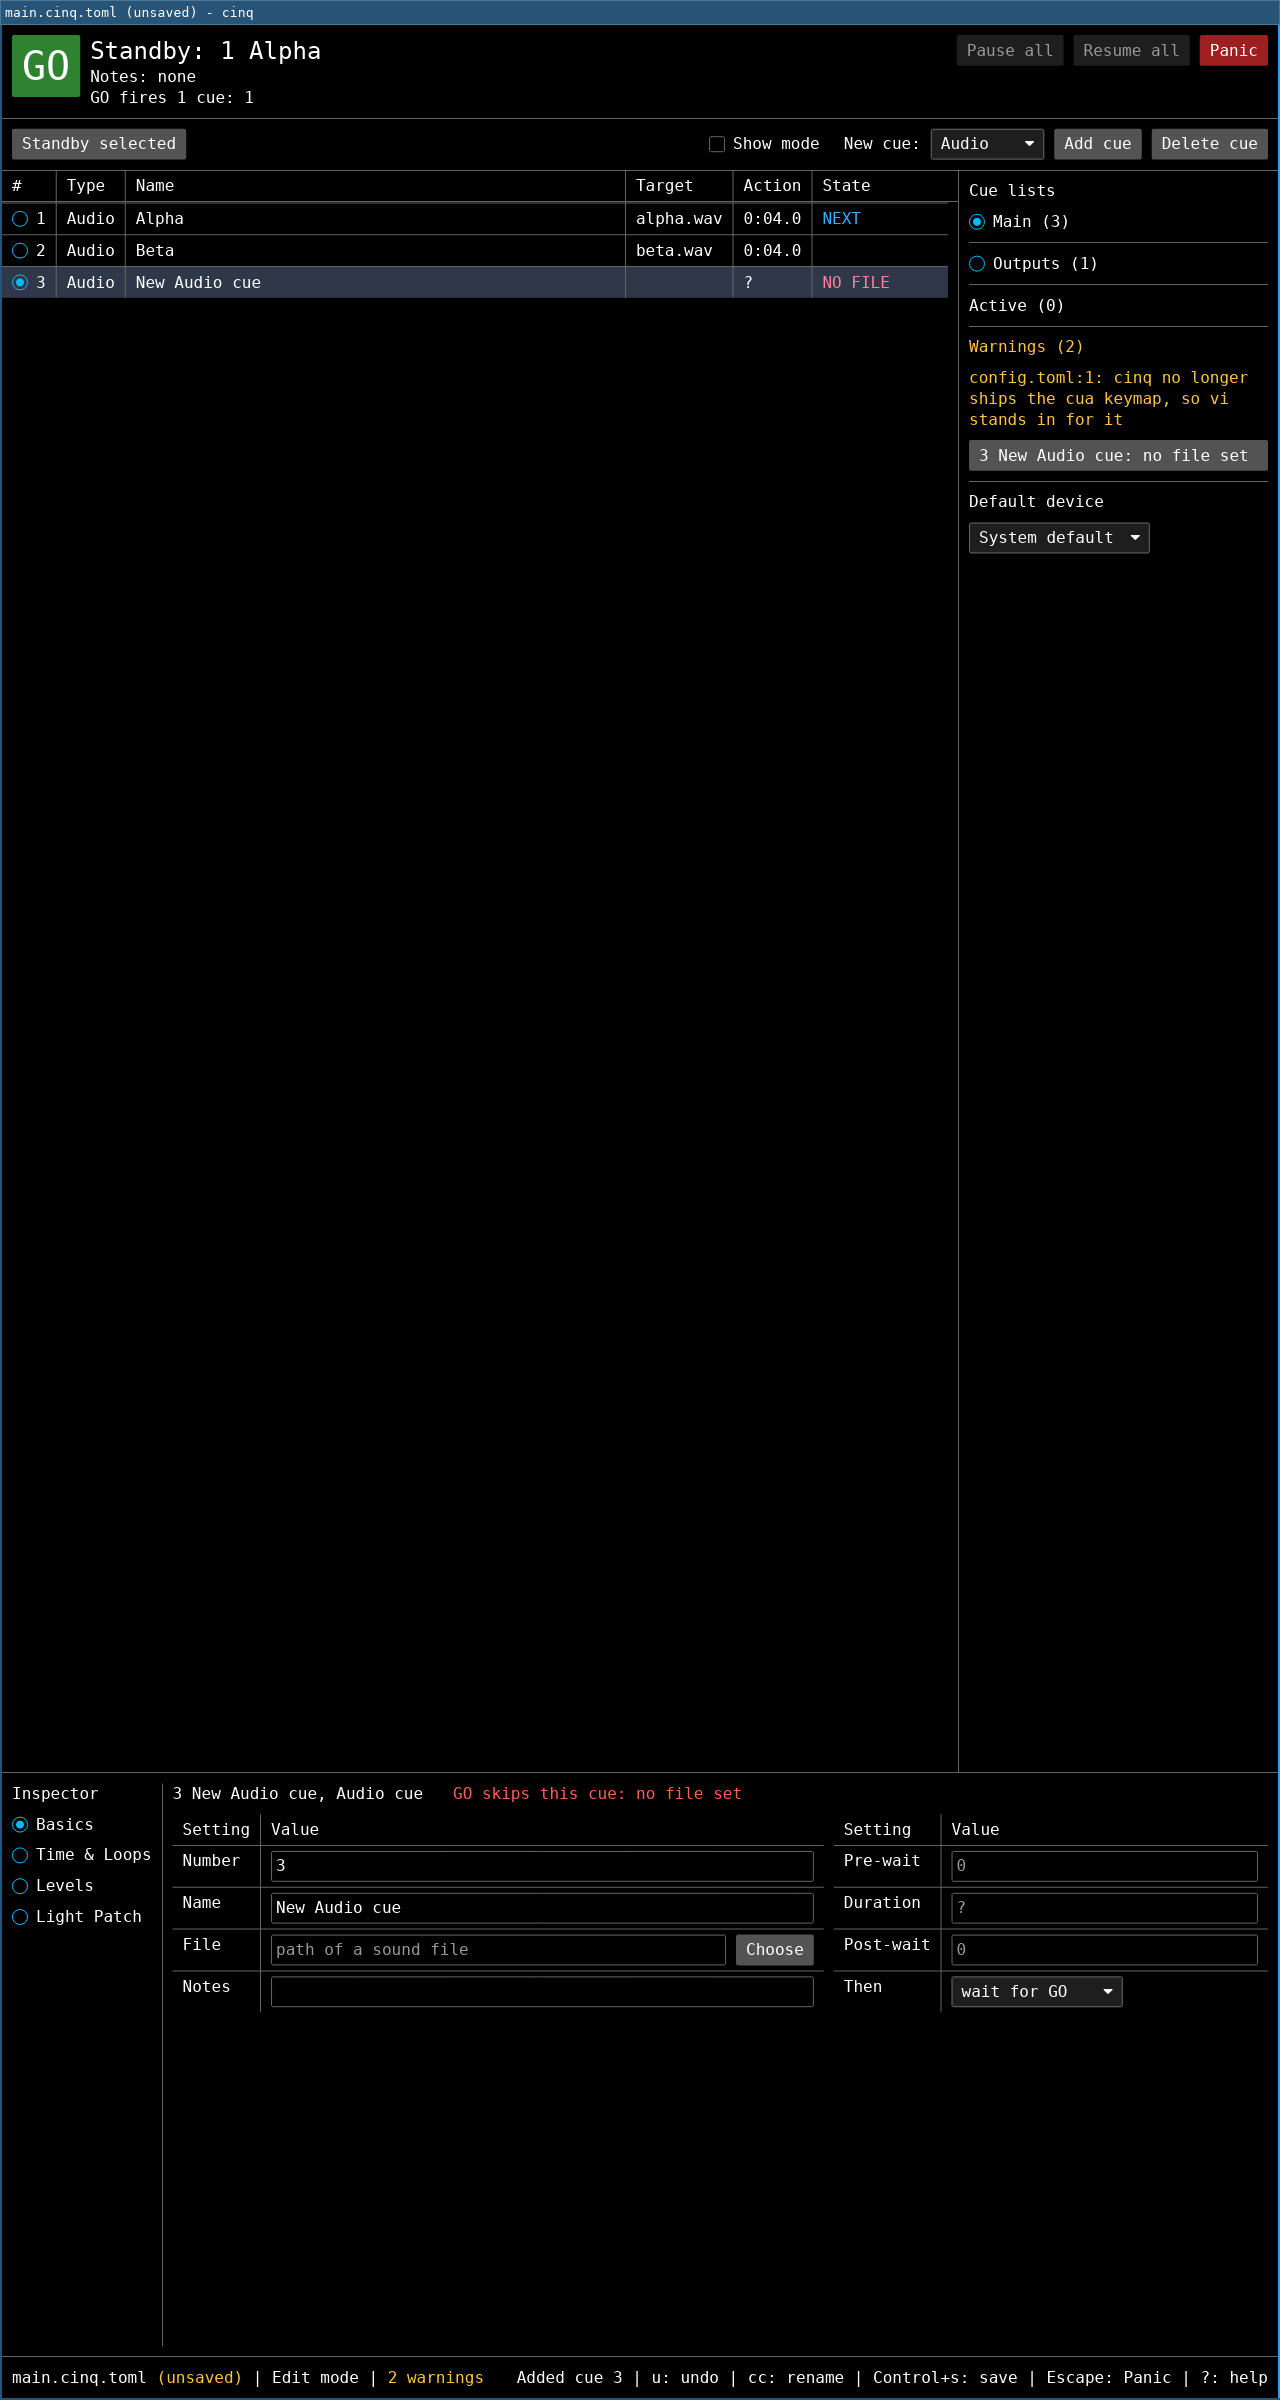 main.cinq.toml (unsaved) - cinq
GO
Standby: 1 Alpha
Notes: none
GO fires 1 cue: 1
Pause all Resume all Panic
Standby selected Show mode New cue: Audio Add cue Delete cue
# Type Name Target Action State
1 Audio Alpha alpha.wav 0:04.0 NEXT
2 Audio Beta beta.wav 0:04.0
3 Audio New Audio cue ? NO FILE
Cue lists
Main (3)
Outputs (1)
Active (0)
Warnings (2)
config.toml:1: cinq no longer
ships the cua keymap, so vi
stands in for it
3 New Audio cue: no file set
Default device
System default
Inspector
Basics
Time & Loops
Levels
Light Patch
3 New Audio cue, Audio cue GO skips this cue: no file set
Setting Value
Number 3
Name New Audio cue
File path of a sound file Choose
Notes
Setting Value
Pre-wait 0
Duration ?
Post-wait 0
Then wait for GO
main.cinq.toml (unsaved) | Edit mode | 2 warnings Added cue 3 | u: undo | cc: rename | Control+s: save | Escape: Panic | ?: help